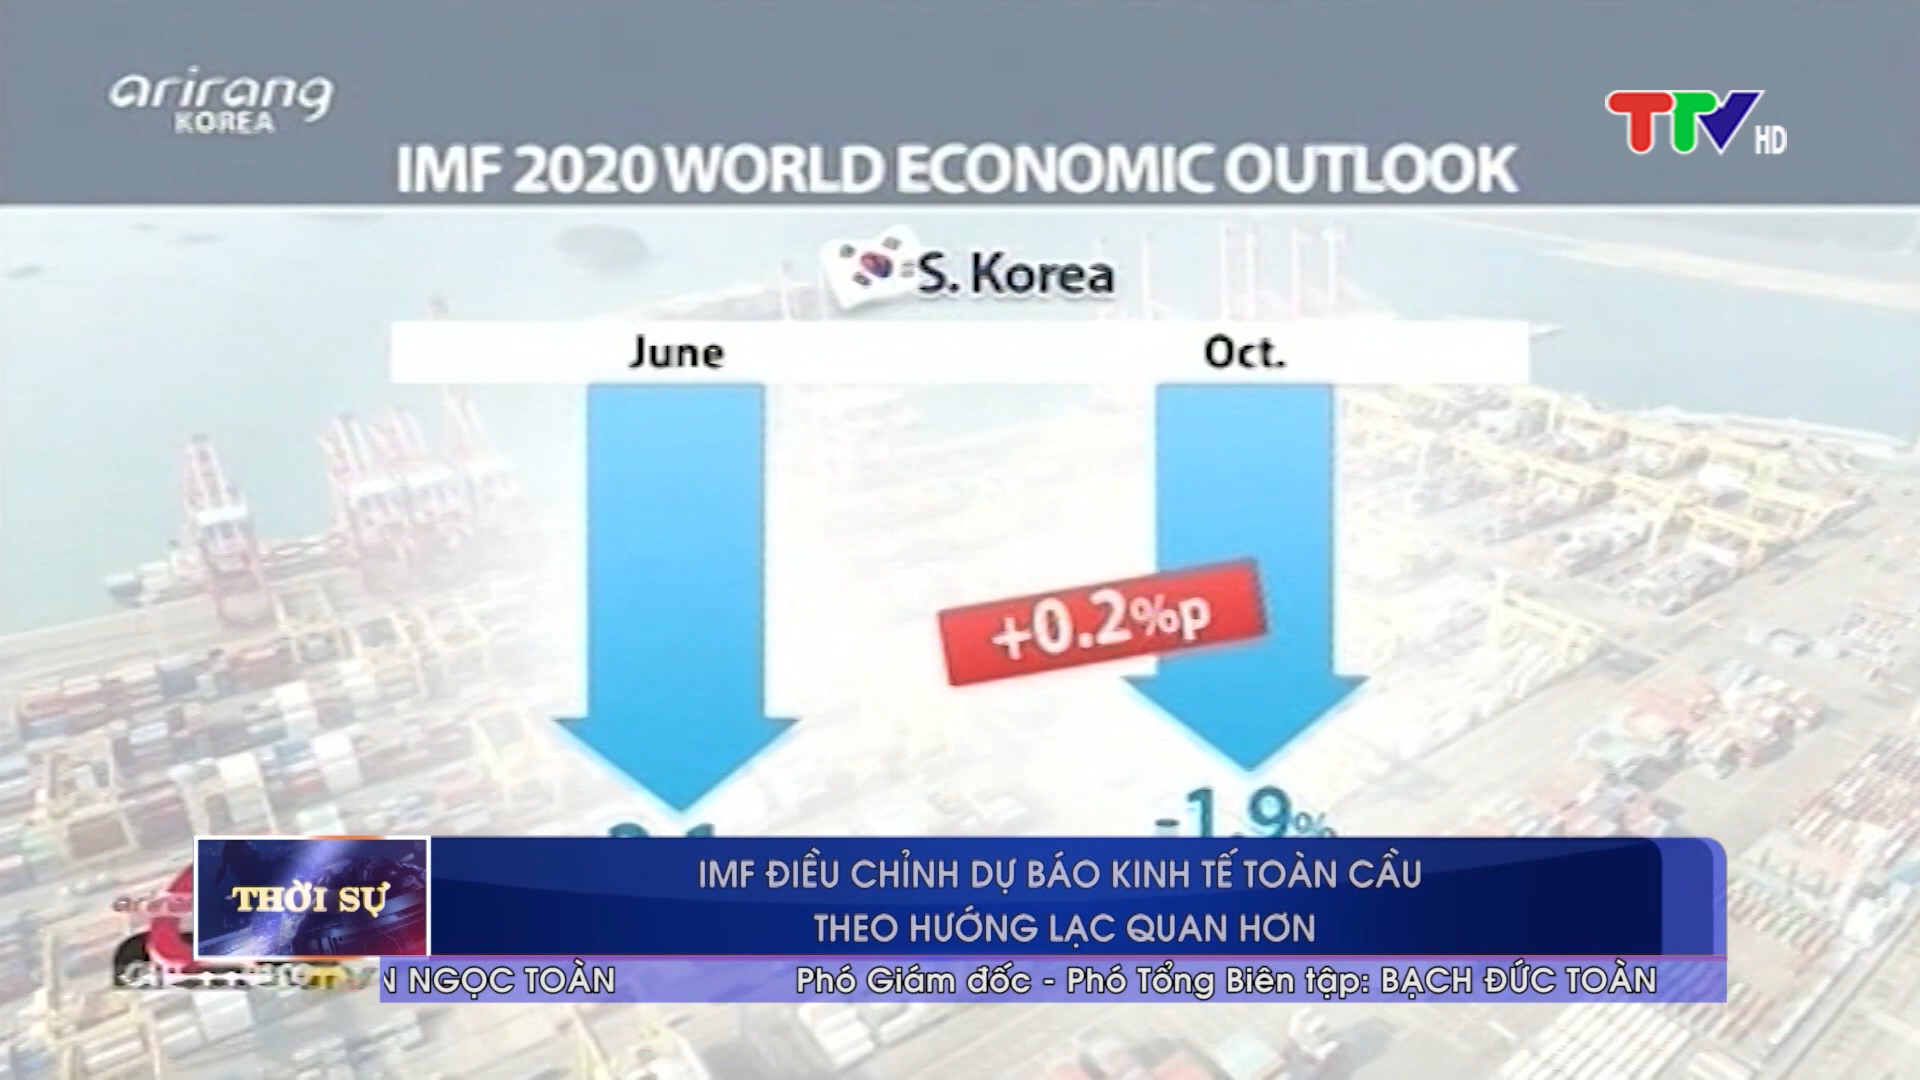 arirang
KOREA
TTV HD
IMF 2020 WORLD ECONOMIC OUTLOOK
S. Korea
June
Oct.
+0.2%p
-1.9%
THỜI SỰ
IMF ĐIỀU CHỈNH DỰ BÁO KINH TẾ TOÀN CẦU
THEO HƯỚNG LẠC QUAN HƠN
NGỌC TOÀN Phó Giám đốc - Phó Tổng Biên tập: BẠCH ĐỨC TOÀN